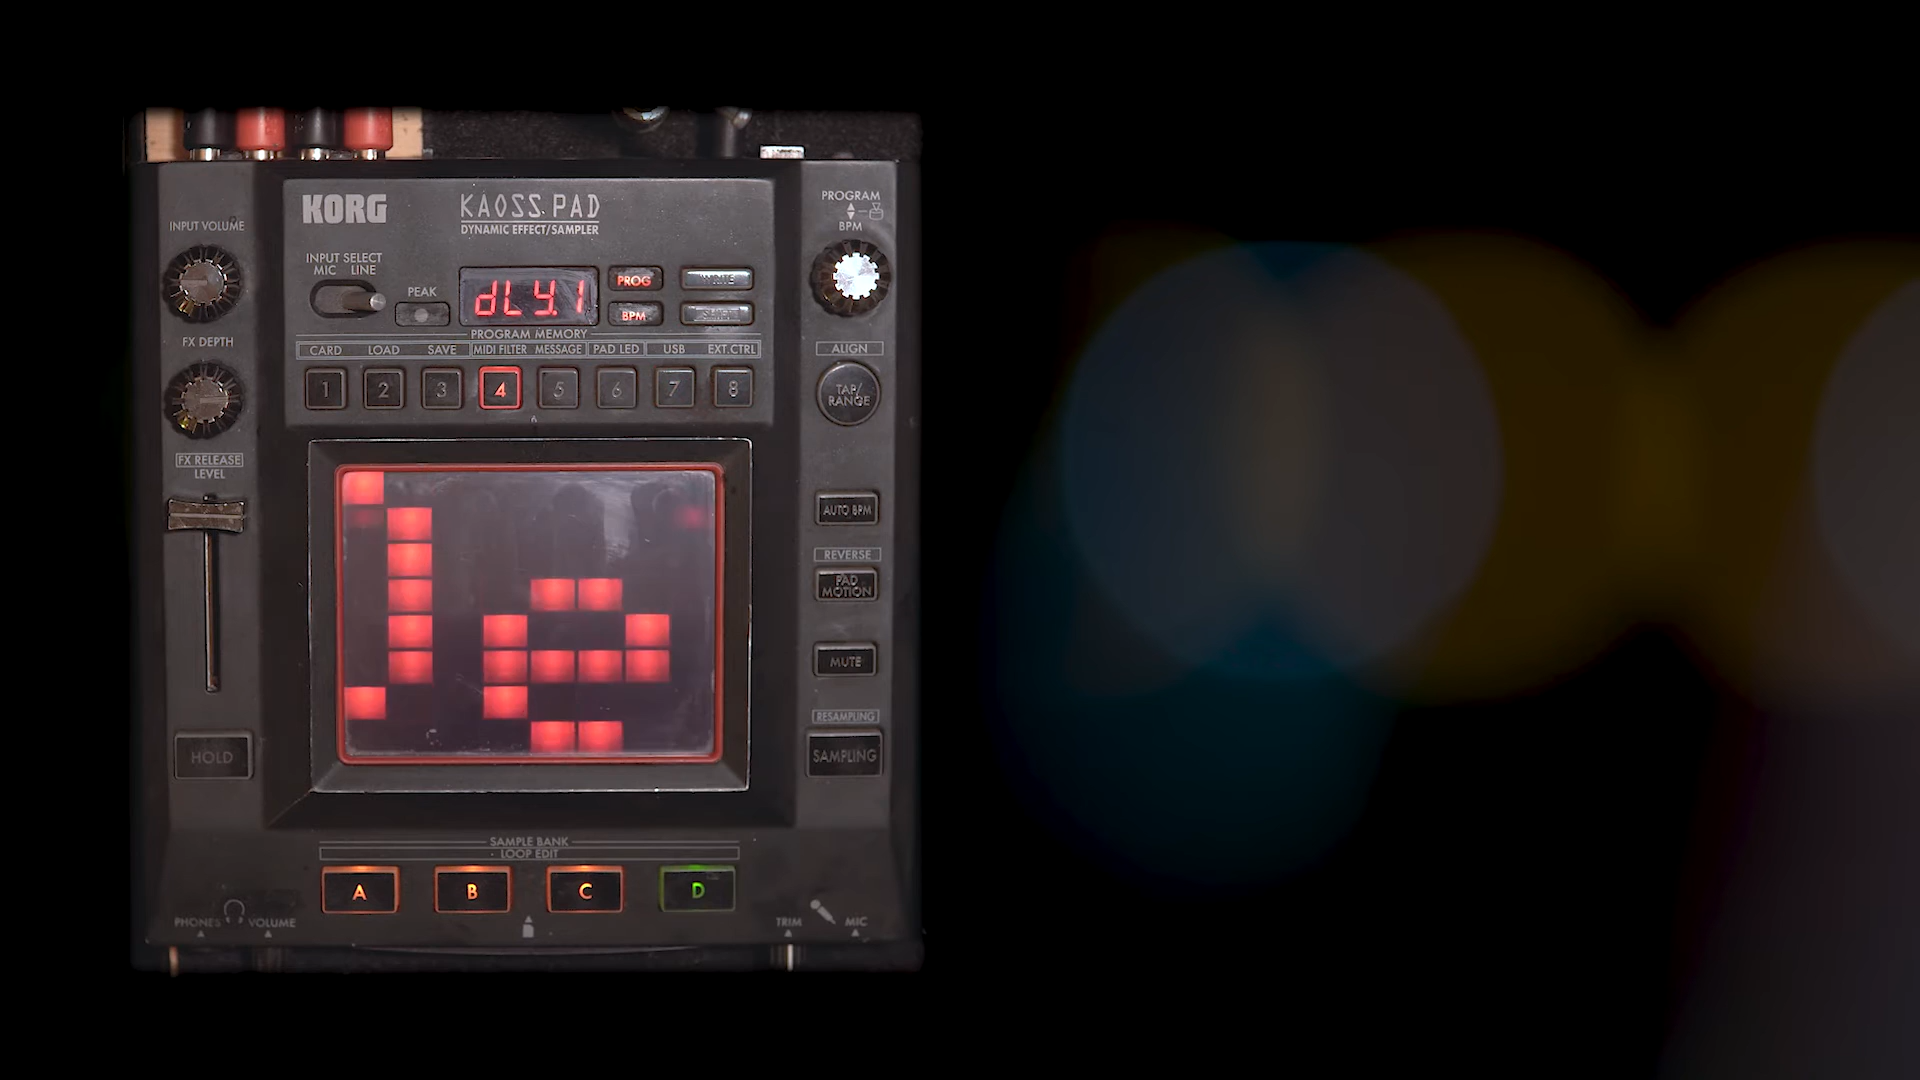 KORG
KAOSS PAD
DYNAMIC EFFECT/SAMPLER
PROGRAM
BPM
INPUT VOLUME
INPUT SELECT
MIC LINE
PEAK
dLY.1
PROG
WRITE
BPM
FX DEPTH
PROGRAM MEMORY
CARD LOAD SAVE MIDI FILTER MESSAGE PAD LED USB EXT.CTRL
1 2 3 4 5 6 7 8
ALIGN
TAP/
RANGE
FX RELEASE
LEVEL
AUTO BPM
REVERSE
PAD
MOTION
MUTE
RESAMPLING
SAMPLING
HOLD
SAMPLE BANK
LOOP EDIT
A B C D
PHONES VOLUME
TRIM MIC